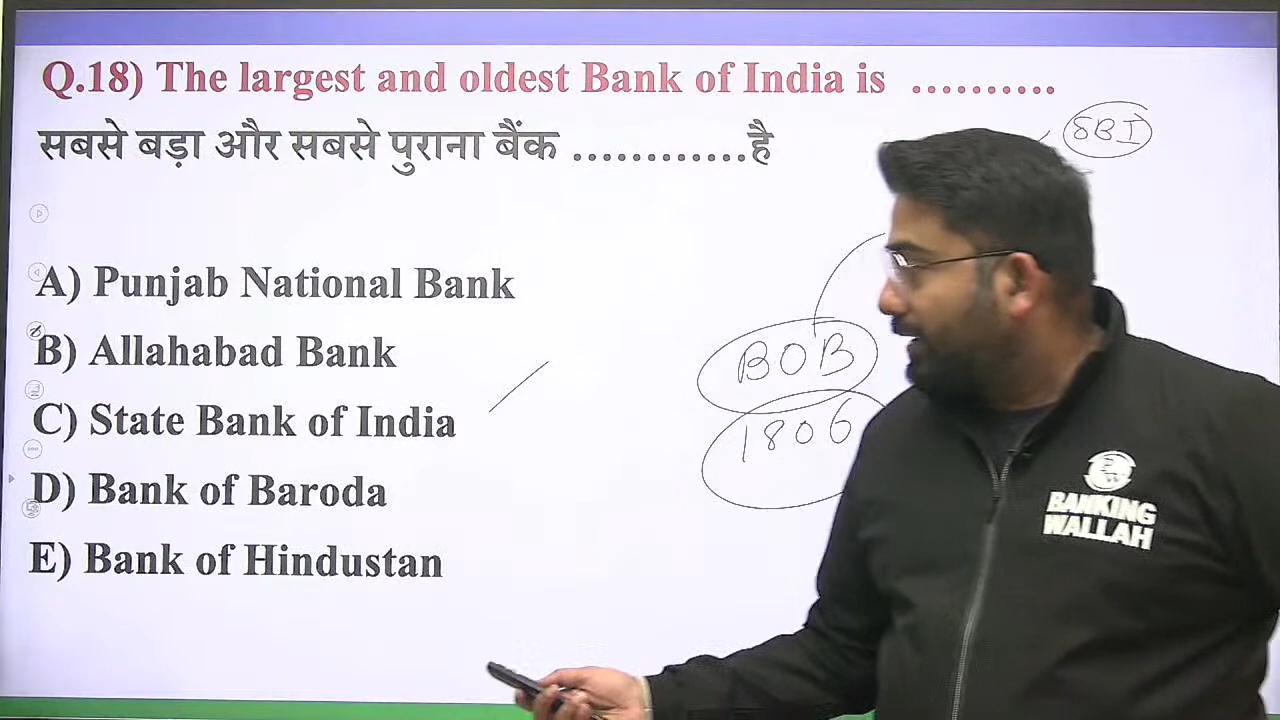 Q.18) The largest and oldest Bank of India is ..........
सबसे बड़ा और सबसे पुराना बैंक ............है
SBI
A) Punjab National Bank
B) Allahabad Bank
C) State Bank of India
D) Bank of Baroda
E) Bank of Hindustan
BOB
1806
BANKING
WALLAH